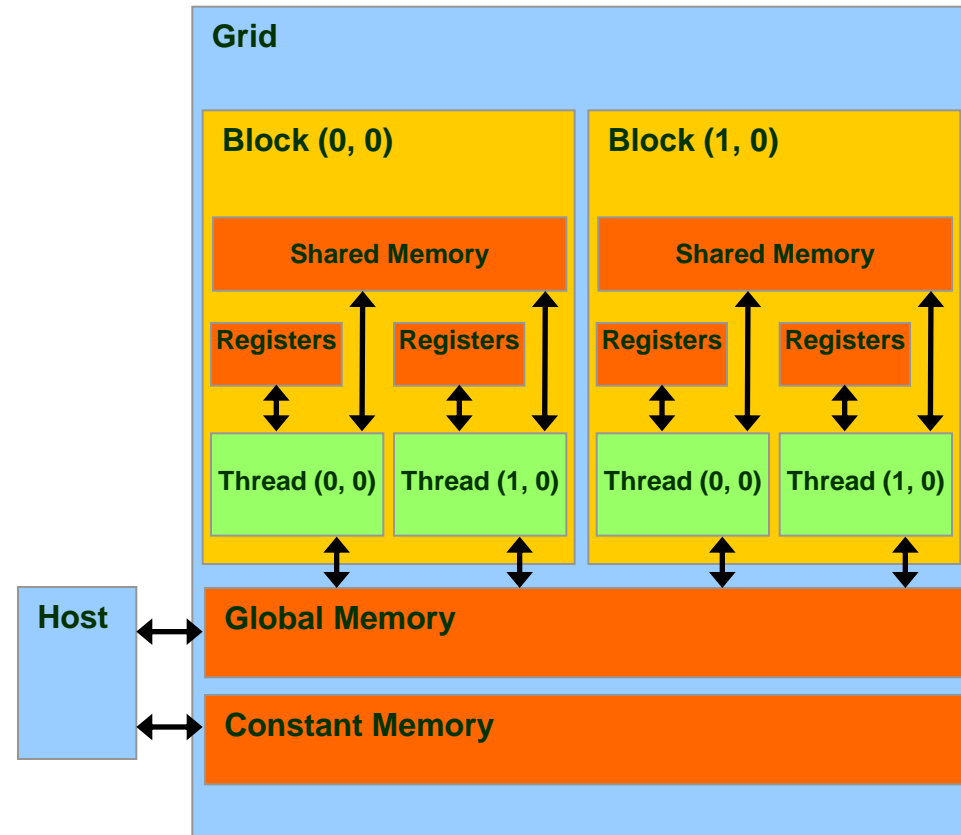 Grid
Block (0, 0)
Block (1, 0)
Shared Memory
Shared Memory
Registers
Registers
Registers
Registers
Thread (0, 0)
Thread (1, 0)
Thread (0, 0)
Thread (1, 0)
Host
Global Memory
Constant Memory